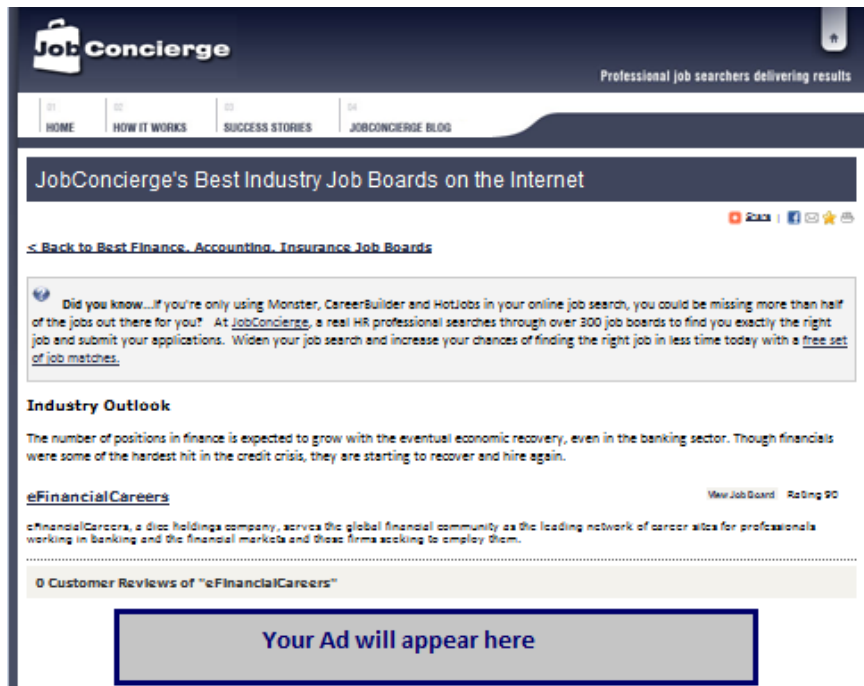 Job Concierge
Professional job searchers delivering results
01 02 03 04
HOME HOW IT WORKS SUCCESS STORIES JOBCONCIERGE BLOG
JobConcierge's Best Industry Job Boards on the Internet
Share |
< Back to Best Finance, Accounting, Insurance Job Boards
Did you know...if you're only using Monster, CareerBuilder and HotJobs in your online job search, you could be missing more than half
of the jobs out there for you? At JobConcierge, a real HR professional searches through over 300 job boards to find you exactly the right
job and submit your applications. Widen your job search and increase your chances of finding the right job in less time today with a free set
of job matches.
Industry Outlook
The number of positions in finance is expected to grow with the eventual economic recovery, even in the banking sector. Though financials
were some of the hardest hit in the credit crisis, they are starting to recover and hire again.
eFinancialCareers View Job Board Rating 90
eFinancialCareers, a dice holdings company, serves the global financial community as the leading network of career sites for professionals
working in banking and the financial markets and those firms seeking to employ them.
0 Customer Reviews of "eFinancialCareers"
Your Ad will appear here